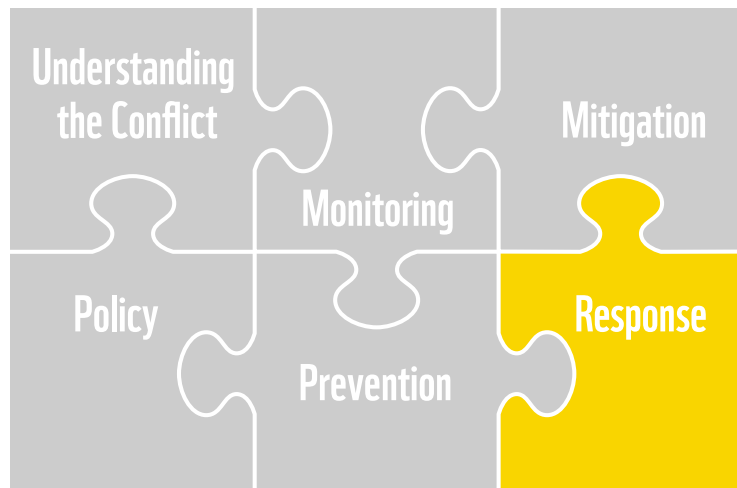 Understanding
the Conflict
Mitigation
Monitoring
Policy
Response
Prevention